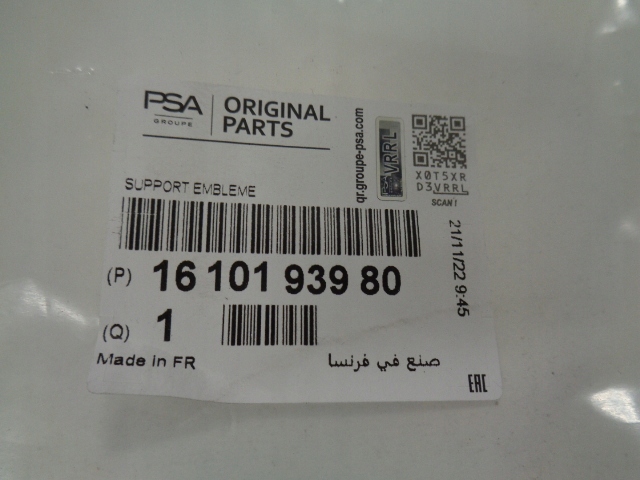 PSA
GROUPE
ORIGINAL
PARTS
qr.groupe-psa.com
VRRL
X0T5XR
D3VRRL
SCAN !
SUPPORT EMBLEME
21/11/22 9:45
(P) 16 101 939 80
(Q) 1
Made in FR
صنع في فرنسا
EAC